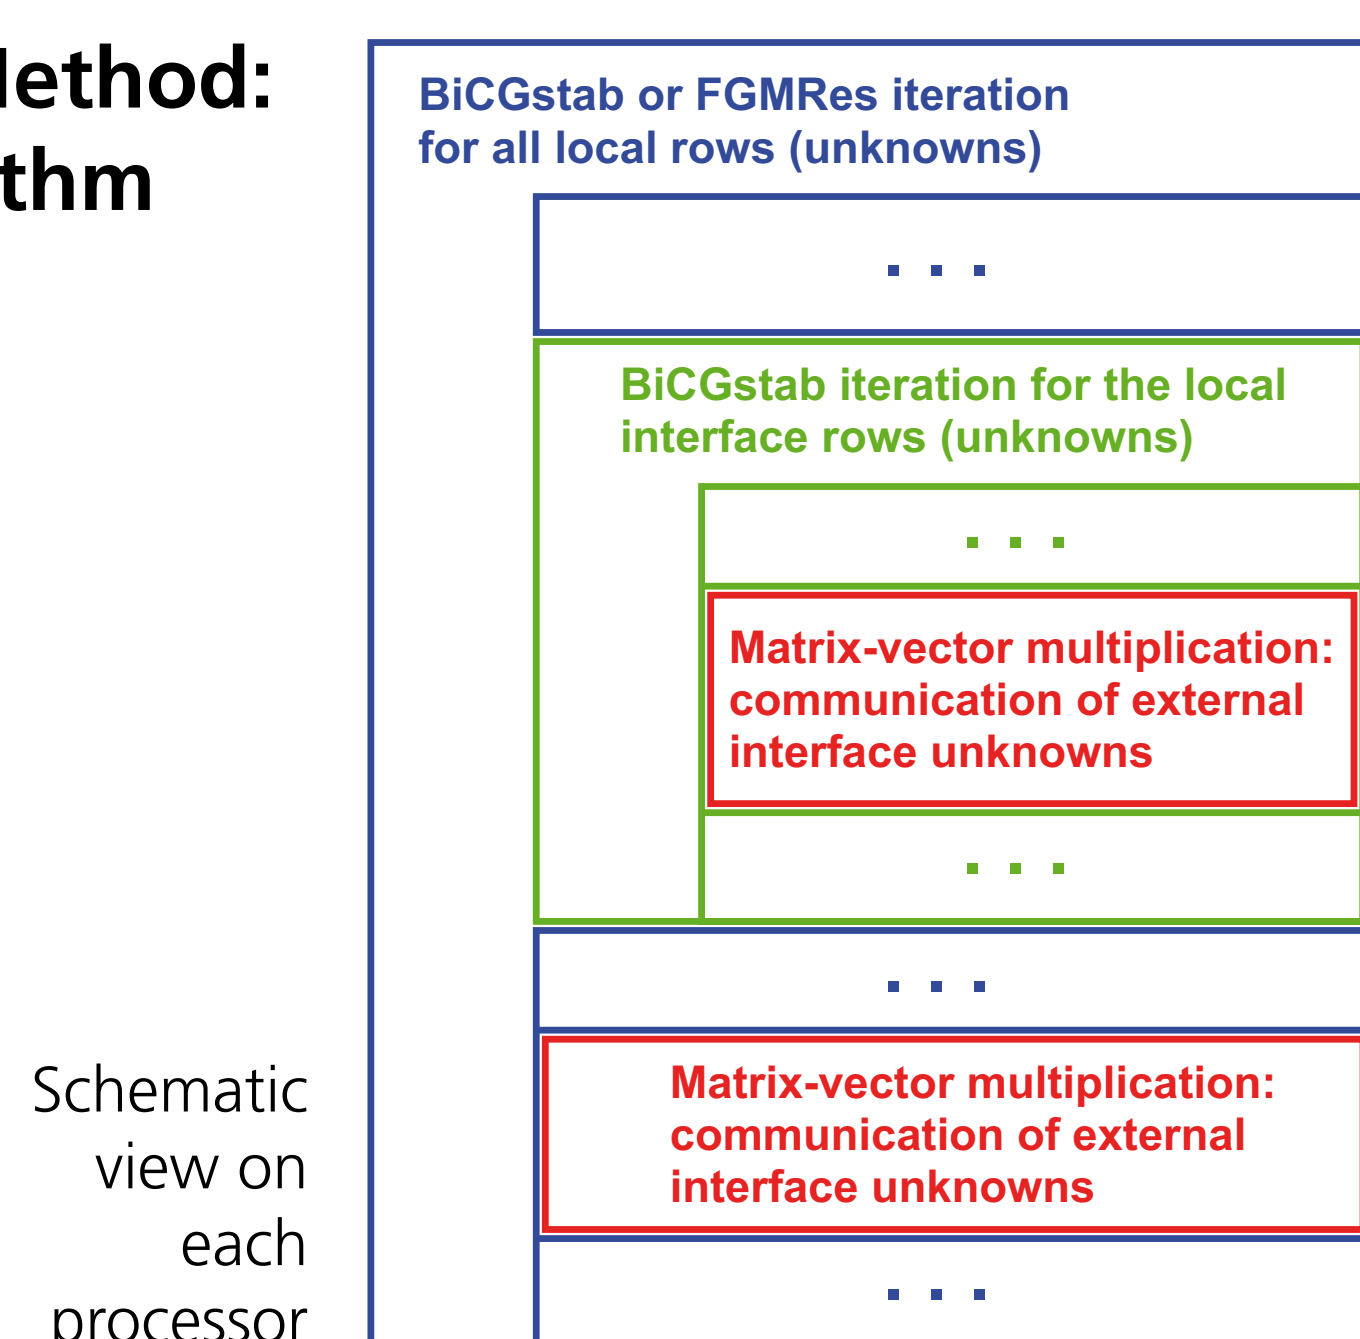 lethod:
thm
BiCGstab or FGMRes iteration
for all local rows (unknowns)
. . .
BiCGstab iteration for the local
interface rows (unknowns)
. . .
Matrix-vector multiplication:
communication of external
interface unknowns
. . .
. . .
Matrix-vector multiplication:
communication of external
interface unknowns
. . .
Schematic
view on
each
processor